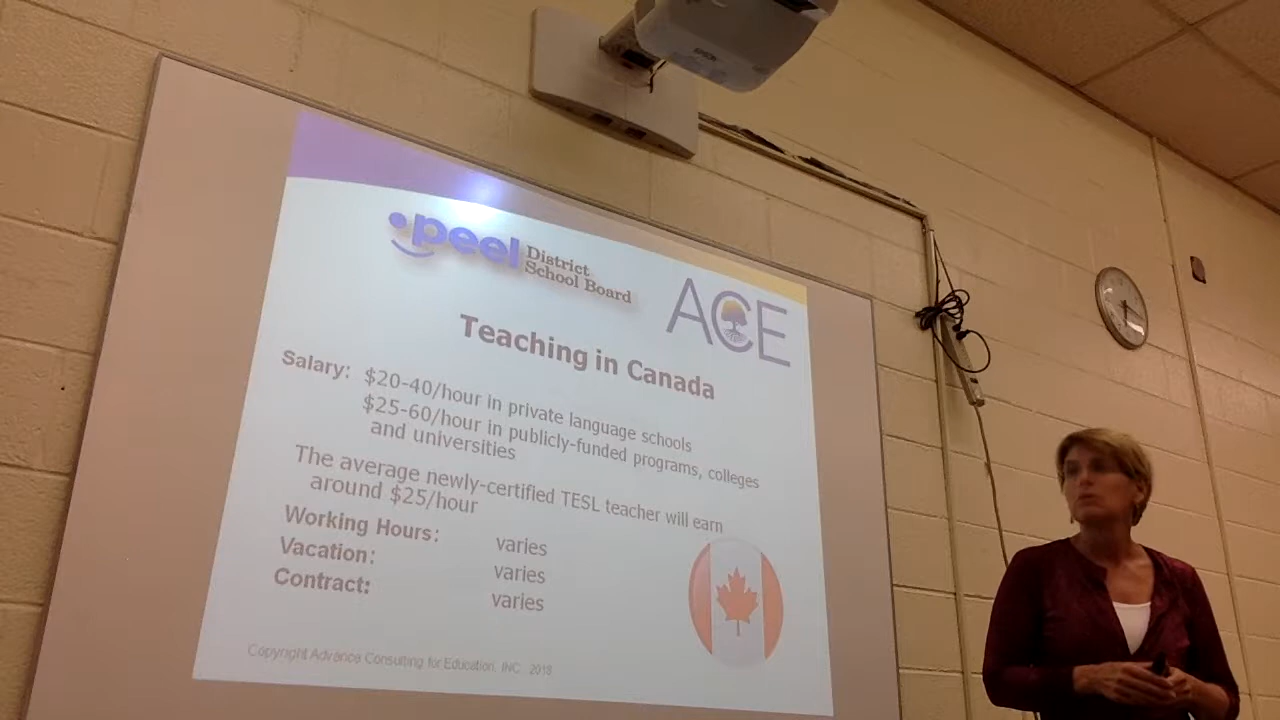 EPSON
peel District
School Board
ACE
Teaching in Canada
Salary: $20-40/hour in private language schools
$25-60/hour in publicly-funded programs, colleges
and universities
The average newly-certified TESL teacher will earn
around $25/hour
Working Hours: varies
Vacation: varies
Contract: varies
Copyright Advance Consulting for Education, INC 2018